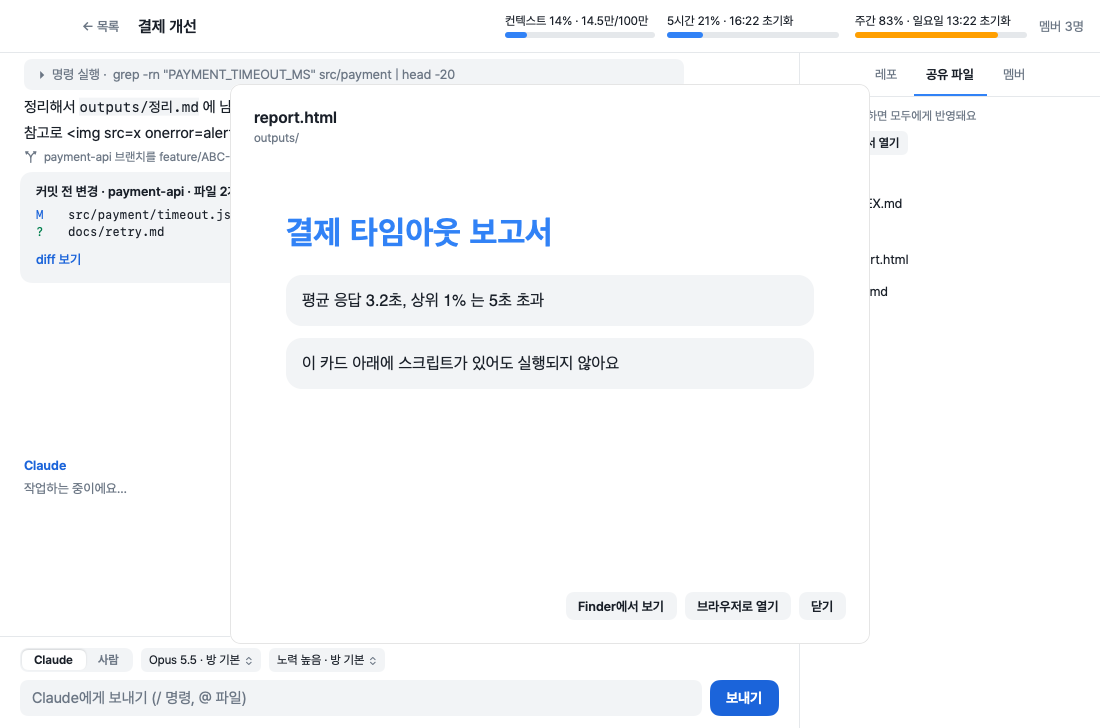 ← 목록 결제 개선
컨텍스트 14% · 14.5만/100만
5시간 21% · 16:22 초기화
주간 83% · 일요일 13:22 초기화
멤버 3명
명령 실행 · grep -rn "PAYMENT_TIMEOUT_MS" src/payment | head -20
정리해서 outputs/정리.md 에
참고로 <img src=x
payment-api 브랜치를 feature/ABC-
커밋 전 변경 · payment-api · 파일
M src/payment/timeout.js
? docs/retry.md
diff 보기
Claude
작업하는 중이에요...
report.html
outputs/
결제 타임아웃 보고서
평균 응답 3.2초, 상위 1% 는 5초 초과
이 카드 아래에 스크립트가 있어도 실행되지 않아요
Finder에서 보기 브라우저로 열기 닫기
레포 공유 파일 멤버
하면 모두에게 반영돼요
열기
EX.md
rt.html
md
Claude 사람 Opus 5.5 · 방 기본 노력 높음 · 방 기본
Claude에게 보내기 (/ 명령, @ 파일)
보내기